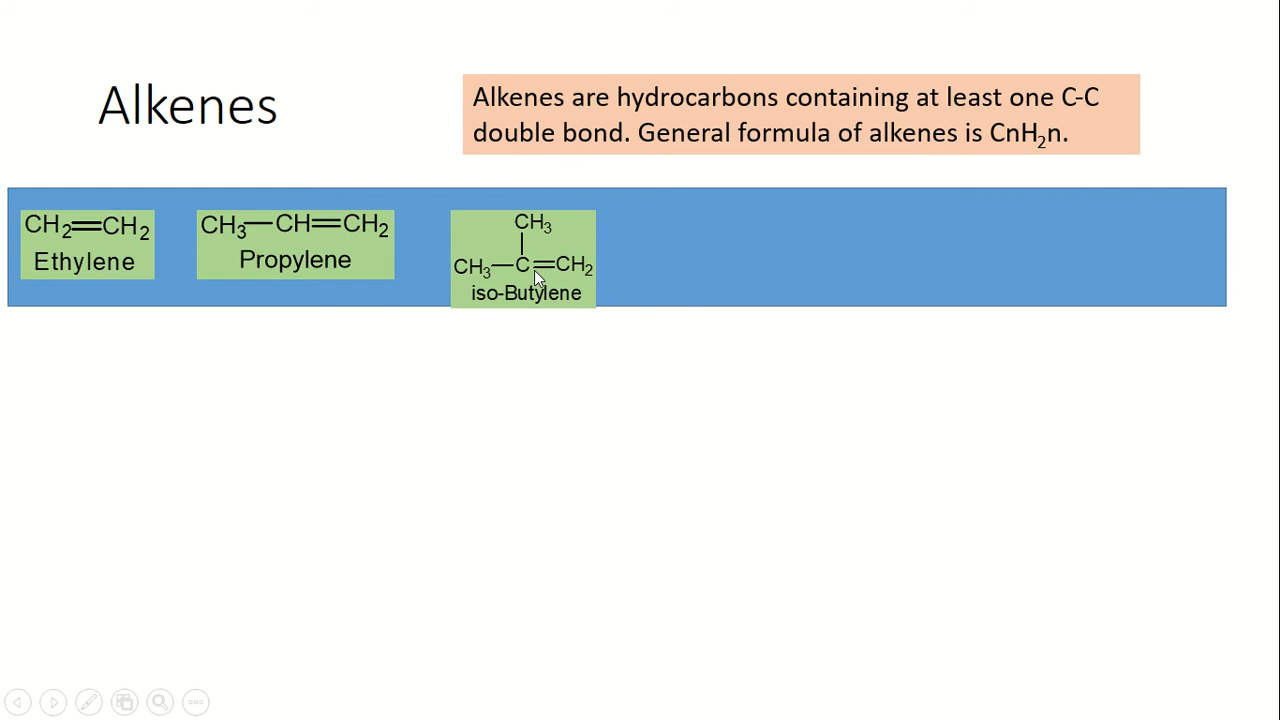 Alkenes
Alkenes are hydrocarbons containing at least one C-C
double bond. General formula of alkenes is CnH₂n.
CH₂=CH₂
Ethylene
CH₃—CH=CH₂
Propylene
CH₃
CH₃—C=CH₂
iso-Butylene